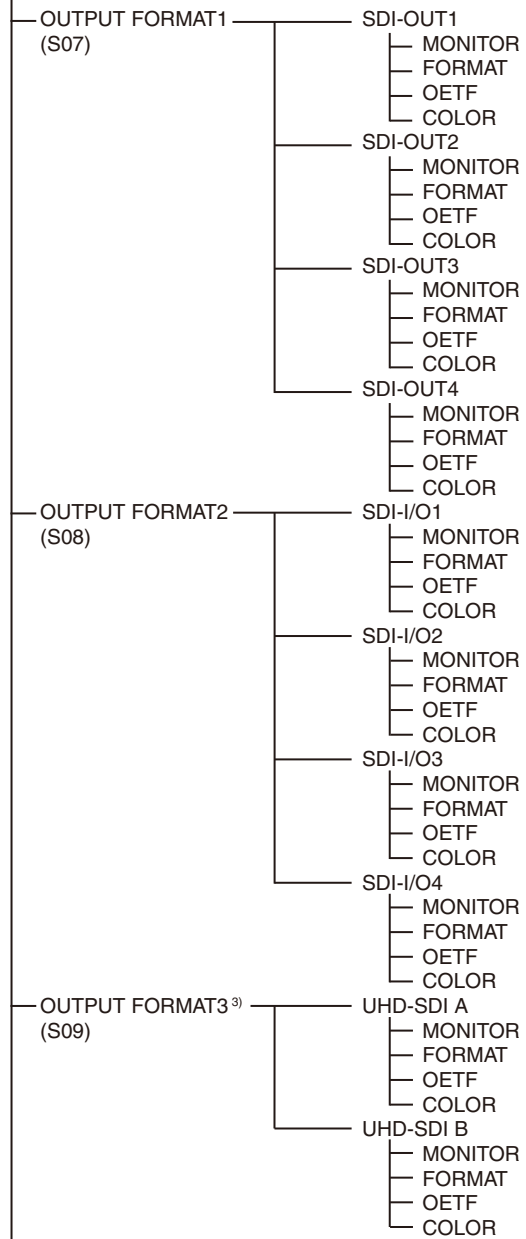 OUTPUT FORMAT1
(S07)
SDI-OUT1
MONITOR
FORMAT
OETF
COLOR
SDI-OUT2
MONITOR
FORMAT
OETF
COLOR
SDI-OUT3
MONITOR
FORMAT
OETF
COLOR
SDI-OUT4
MONITOR
FORMAT
OETF
COLOR
OUTPUT FORMAT2
(S08)
SDI-I/O1
MONITOR
FORMAT
OETF
COLOR
SDI-I/O2
MONITOR
FORMAT
OETF
COLOR
SDI-I/O3
MONITOR
FORMAT
OETF
COLOR
SDI-I/O4
MONITOR
FORMAT
OETF
COLOR
OUTPUT FORMAT3 3)
(S09)
UHD-SDI A
MONITOR
FORMAT
OETF
COLOR
UHD-SDI B
MONITOR
FORMAT
OETF
COLOR